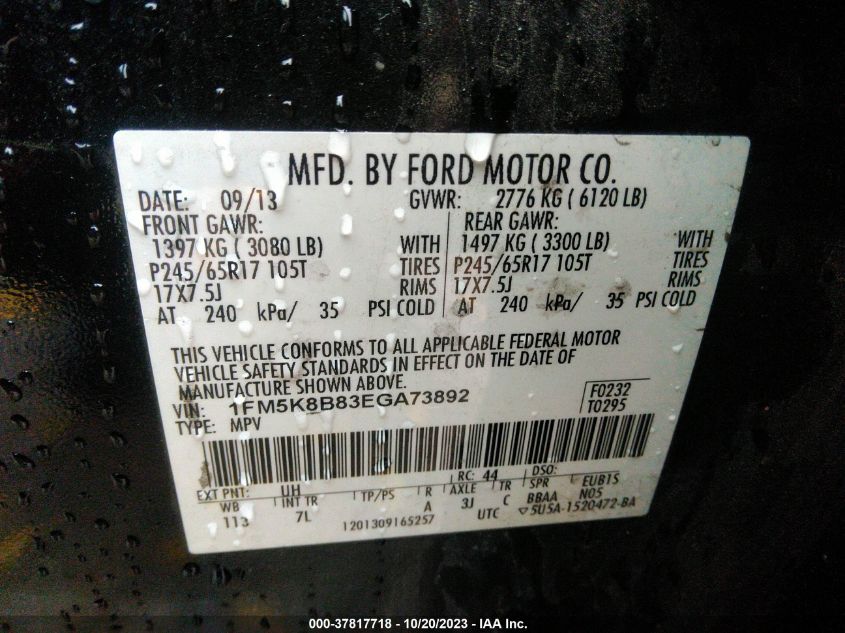 MFD. BY FORD MOTOR CO.
DATE: 09/13 GVWR: 2776 KG ( 6120 LB)
FRONT GAWR: REAR GAWR:
1397 KG ( 3080 LB) WITH 1497 KG ( 3300 LB) WITH
P245/65R17 105T TIRES P245/65R17 105T TIRES
17X7.5J RIMS 17X7.5J RIMS
AT 240 kPa/ 35 PSI COLD AT 240 kPa/ 35 PSI COLD
THIS VEHICLE CONFORMS TO ALL APPLICABLE FEDERAL MOTOR
VEHICLE SAFETY STANDARDS IN EFFECT ON THE DATE OF
MANUFACTURE SHOWN ABOVE.
VIN: 1FM5K8B83EGA73892 F0232
TYPE: MPV T0295
EXT PNT: UH RC: 44 DSO:
WB INT TR TP/PS R AXLE TR SPR EUB1S
113 7L A 3J C BBAA N05
1201309165257 UTC ▽5U5A-1520472-BA
000-37817718 - 10/20/2023 - IAA Inc.